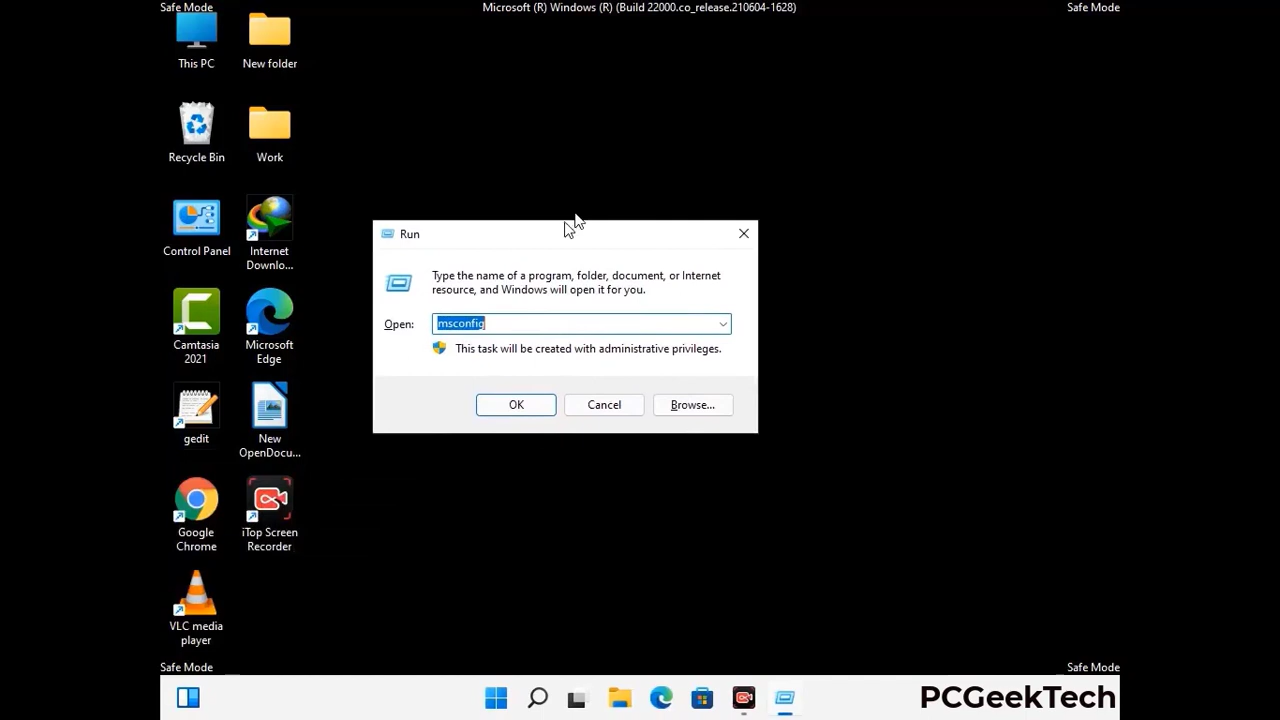 Safe Mode
Microsoft (R) Windows (R) (Build 22000.co_release.210604-1628)
Safe Mode
This PC
New folder
Recycle Bin
Work
Control Panel
Internet
Downlo...
Camtasia
2021
Microsoft
Edge
gedit
New
OpenDocu...
Google
Chrome
iTop Screen
Recorder
VLC media
player
Run
Type the name of a program, folder, document, or Internet
resource, and Windows will open it for you.
Open:
msconfig
This task will be created with administrative privileges.
OK
Cancel
Browse...
Safe Mode
Safe Mode
PCGeekTech